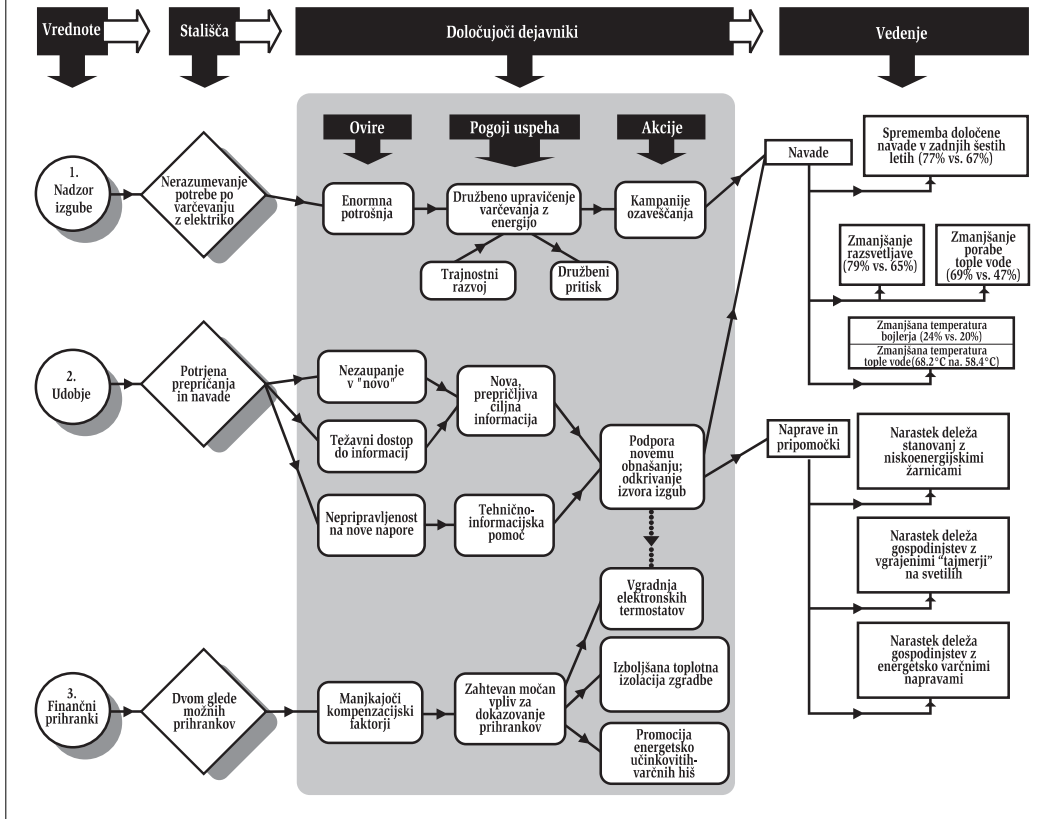 Vrednote
Stališča
Določujoči dejavniki
Vedenje
Ovire
Pogoji uspeha
Akcije
1.
Nadzor
izgube
Nerazumevanje
potrebe po
varčevanju
z elektriko
Enormna
potrošnja
Družbeno upravičenje
varčevanja z
energijo
Kampanije
ozaveščanja
Trajnostni
razvoj
Družbeni
pritisk
Navade
Sprememba določene
navade v zadnjih šestih
letih (77% vs. 67%)
Zmanjšanje
razsvetljave
(79% vs. 65%)
Zmanjšanje
porabe
tople vode
(69% vs. 47%)
Zmanjšana temperatura
bojlerja (24% vs. 20%)
Zmanjšana temperatura
tople vode(68.2°C na. 58.4°C)
2.
Udobje
Potrjena
prepričanja
in navade
Nezaupanje
v "novo"
Težavni dostop
do informacij
Nepripravljenost
na nove napore
Nova,
prepričljiva
ciljna
informacija
Tehnično-
informacijska
pomoč
Podpora
novemu
obnašanju;
odkrivanje
izvora izgub
Naprave in
pripomočki
Narastek deleža
stanovanj z
niskoenergijskimi
žarnicami
Narastek deleža
gospodinjstev z
vgrajenimi “tajmerji”
na svetilih
Narastek deleža
gospodinjstev z
energetsko varčnimi
napravami
3.
Finančni
prihranki
Dvom glede
možnih
prihrankov
Manjkajoči
kompenzacijski
faktorji
Zahtevan močan
vpliv za
dokazovanje
prihrankov
Vgradnja
elektronskih
termostatov
Izboljšana toplotna
izolacija zgradbe
Promocija
energetsko
učinkovitih-
varčnih hiš